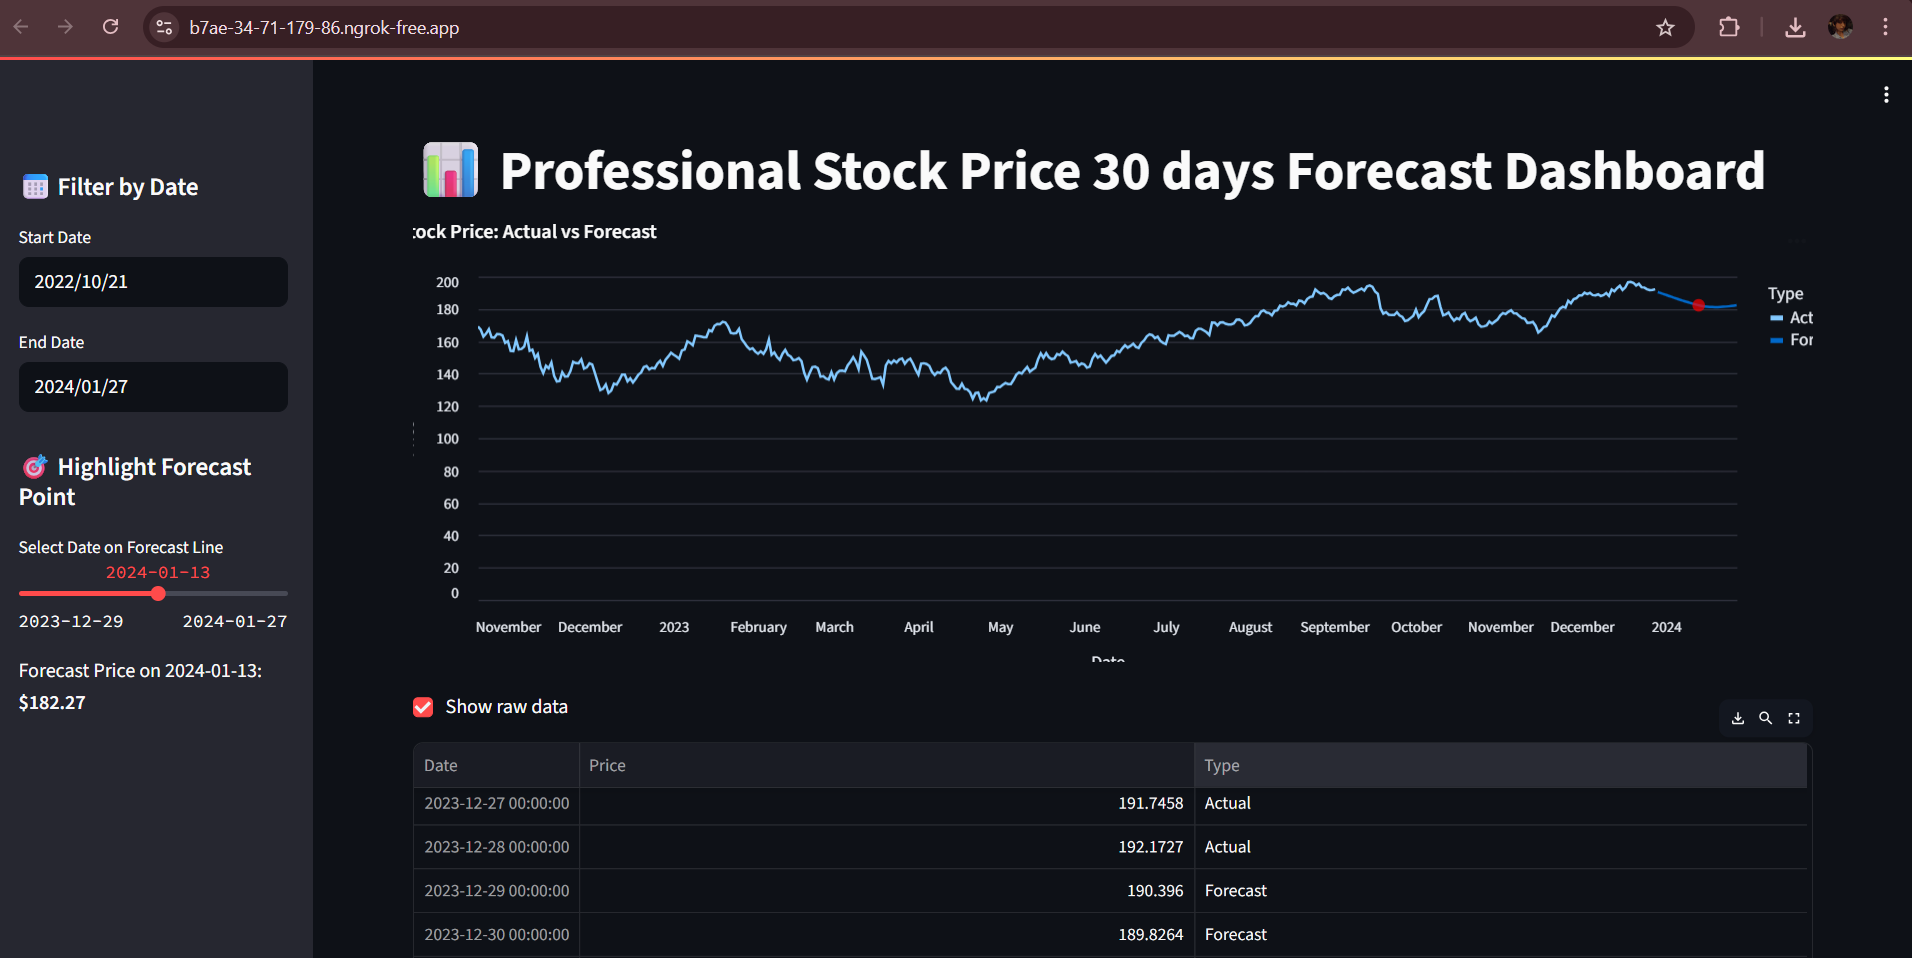 b7ae-34-71-179-86.ngrok-free.app
Filter by Date
Start Date
2022/10/21
End Date
2024/01/27
Highlight Forecast
Point
Select Date on Forecast Line
2024-01-13
2023-12-29 2024-01-27
Forecast Price on 2024-01-13:
$182.27
Professional Stock Price 30 days Forecast Dashboard
tock Price: Actual vs Forecast
200
180
160
140
120
100
80
60
40
20
0
November December 2023 February March April May June July August September October November December 2024
Date
Type
Act
For
Show raw data
Date Price Type
2023-12-27 00:00:00 191.7458 Actual
2023-12-28 00:00:00 192.1727 Actual
2023-12-29 00:00:00 190.396 Forecast
2023-12-30 00:00:00 189.8264 Forecast